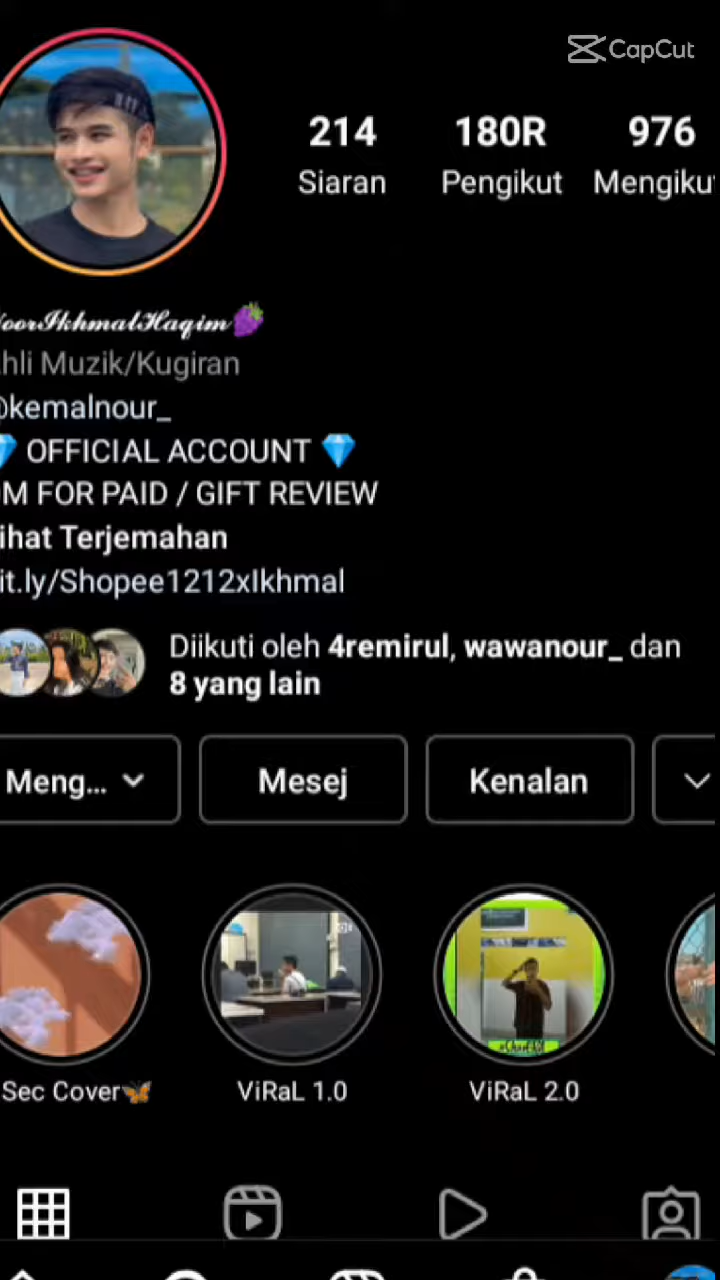 CapCut
214 180R 976
Siaran Pengikut Mengiku
oorIkhmalHaqim🍇
hli Muzik/Kugiran
@kemalnour_
💎 OFFICIAL ACCOUNT 💎
M FOR PAID / GIFT REVIEW
ihat Terjemahan
it.ly/Shopee1212xIkhmal
Diikuti oleh 4remirul, wawanour_ dan
8 yang lain
Meng... Mesej Kenalan
Sec Cover🦋 ViRaL 1.0 ViRaL 2.0